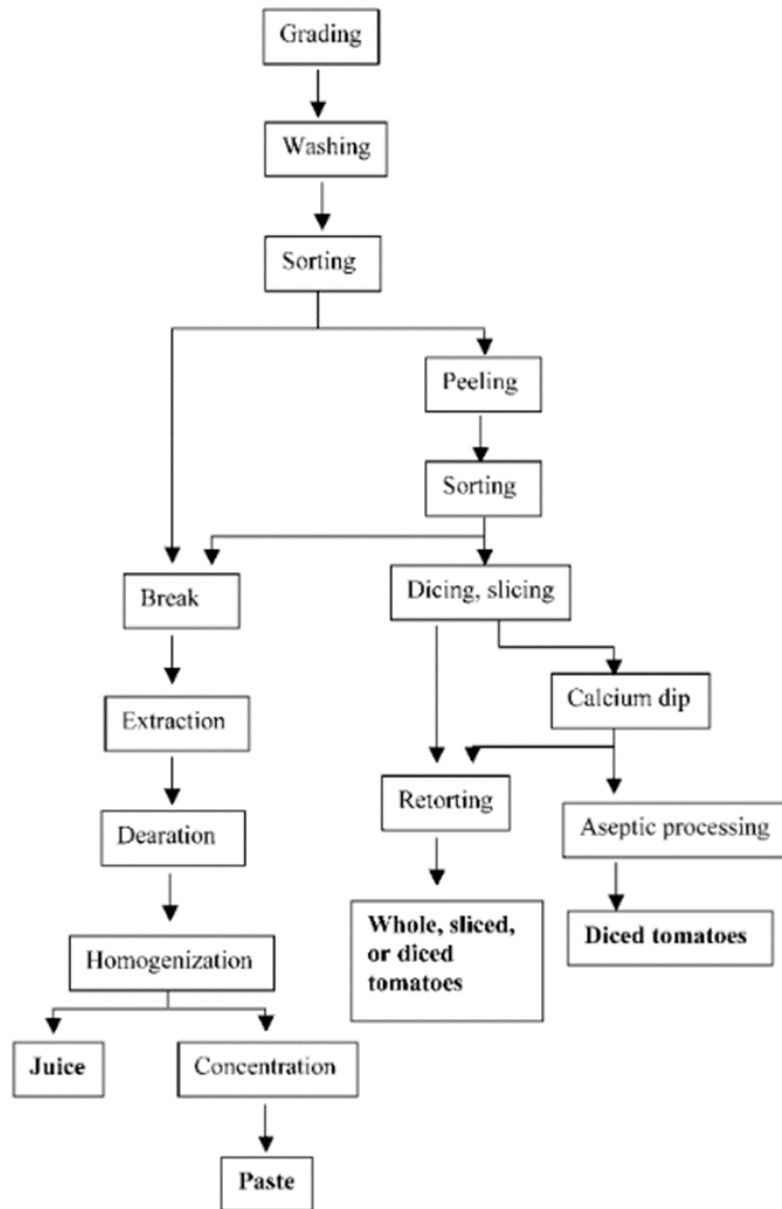 Grading
Washing
Sorting
Peeling
Sorting
Break
Dicing, slicing
Extraction
Calcium dip
Retorting
Dearation
Aseptic processing
Whole, sliced,
or diced
tomatoes
Diced tomatoes
Homogenization
Juice
Concentration
Paste